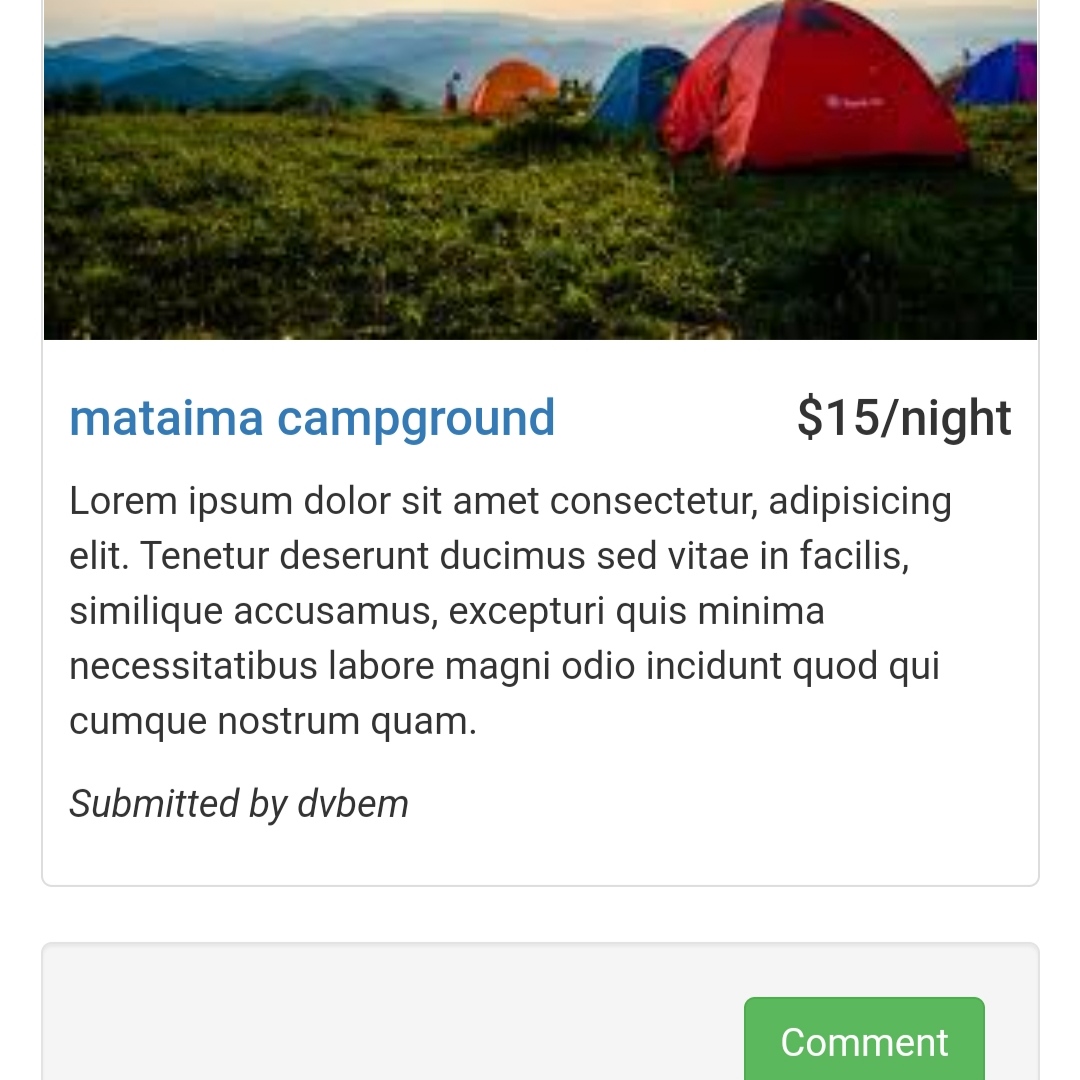 mataima campground $15/night
Lorem ipsum dolor sit amet consectetur, adipisicing
elit. Tenetur deserunt ducimus sed vitae in facilis,
similique accusamus, excepturi quis minima
necessitatibus labore magni odio incidunt quod qui
cumque nostrum quam.
Submitted by dvbem
Comment